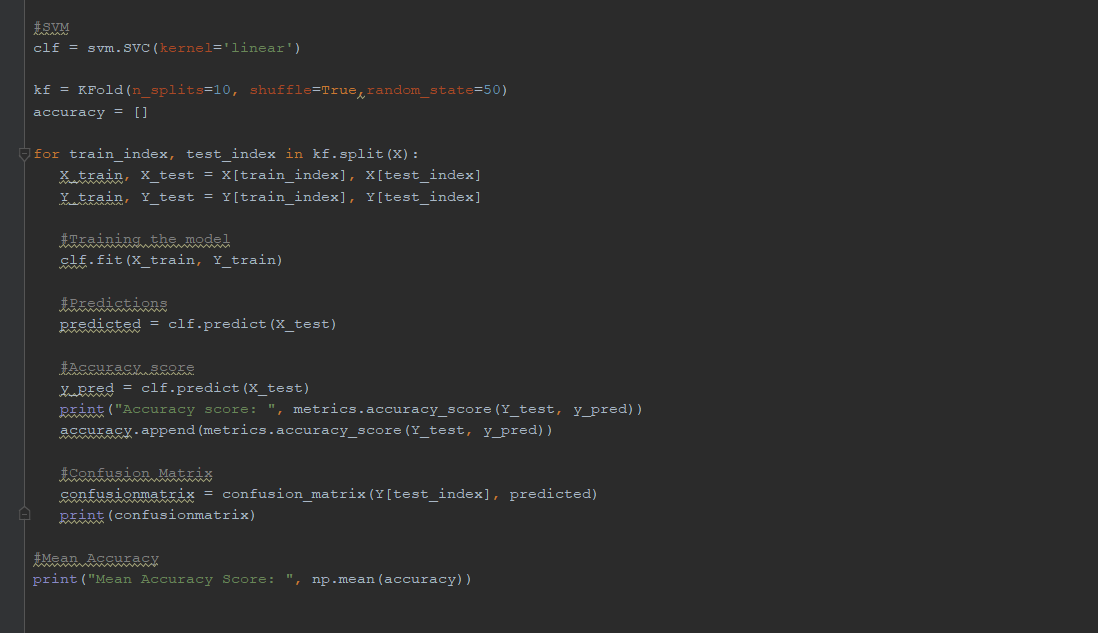 #SVM
clf = svm.SVC(kernel='linear')
kf = KFold(n_splits=10, shuffle=True,random_state=50)
accuracy = []
for train_index, test_index in kf.split(X):
    X_train, X_test = X[train_index], X[test_index]
    Y_train, Y_test = Y[train_index], Y[test_index]
    #Training the model
    clf.fit(X_train, Y_train)
    #Predictions
    predicted = clf.predict(X_test)
    #Accuracy score
    y_pred = clf.predict(X_test)
    print("Accuracy score: ", metrics.accuracy_score(Y_test, y_pred))
    accuracy.append(metrics.accuracy_score(Y_test, y_pred))
    #Confusion Matrix
    confusionmatrix = confusion_matrix(Y[test_index], predicted)
    print(confusionmatrix)
#Mean Accuracy
print("Mean Accuracy Score: ", np.mean(accuracy))